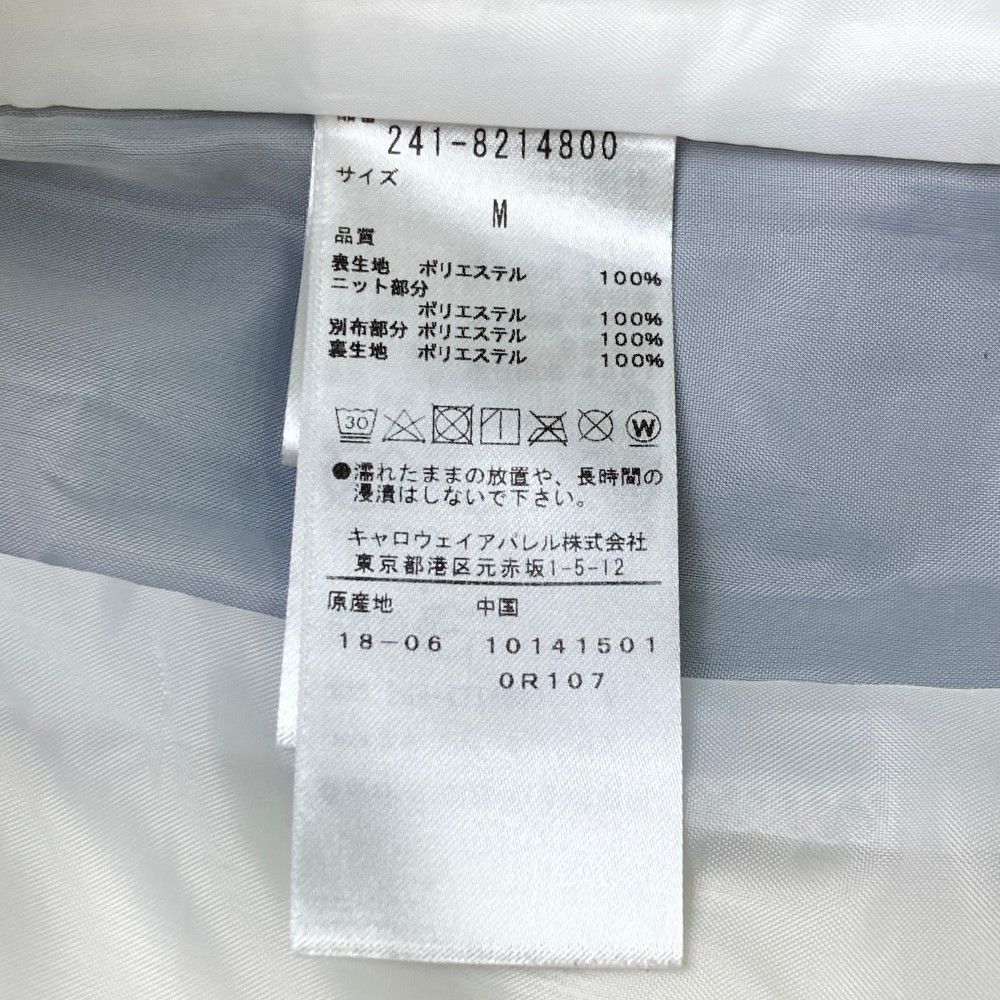 241-8214800
サイズ
M
品質
表生地 ポリエステル 100%
ニット部分
ポリエステル 100%
別布部分 ポリエステル 100%
裏生地 ポリエステル 100%
30 W
●濡れたままの放置や、長時間の
浸漬はしないで下さい。
キャロウェイアパレル株式会社
東京都港区元赤坂1-5-12
原産地 中国
18-06 10141501
0R107